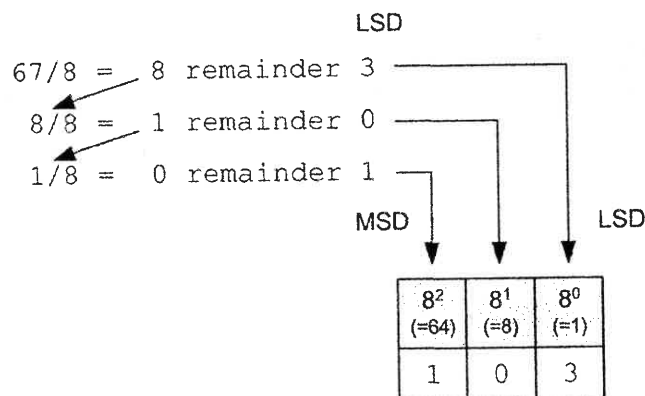 LSD
67/8 = 8 remainder 3
8/8 = 1 remainder 0
1/8 = 0 remainder 1
MSD LSD
8² 8¹ 8⁰
(=64) (=8) (=1)
1 0 3